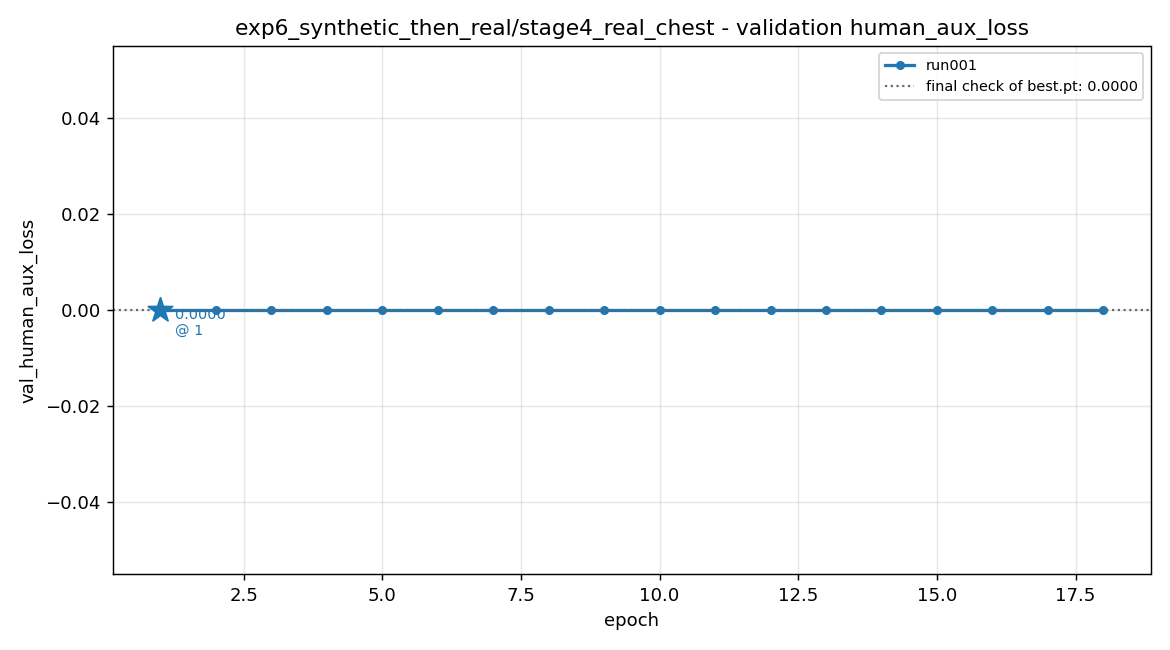 exp6_synthetic_then_real/stage4_real_chest - validation human_aux_loss
run001
final check of best.pt: 0.0000
val_human_aux_loss
0.04
0.02
0.00
−0.02
−0.04
0.0000
@ 1
2.5 5.0 7.5 10.0 12.5 15.0 17.5
epoch